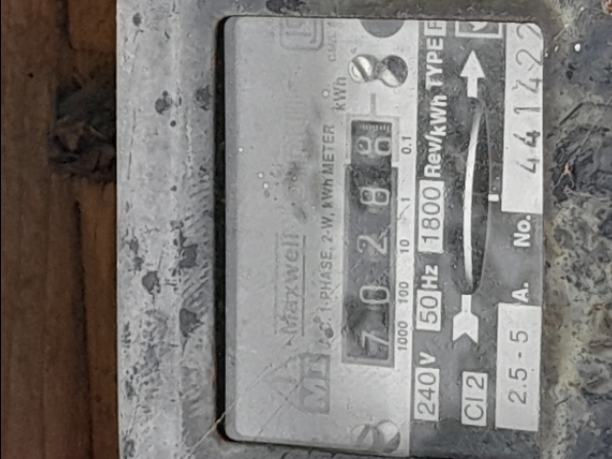 Maxwell
1-PHASE, 2-W, kWh METER
kWh
7 0 2 8 8
1000 100 10 1 0.1
240 V 50 Hz 1800 Rev/kWh TYPE
Cl 2
2.5 - 5 A. No. 441422